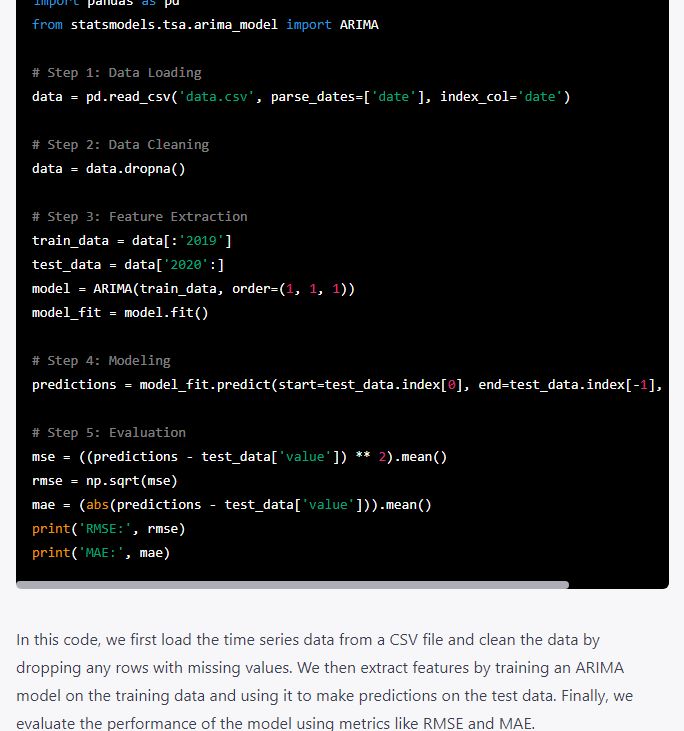 import pandas as pd
from statsmodels.tsa.arima_model import ARIMA
# Step 1: Data Loading
data = pd.read_csv('data.csv', parse_dates=['date'], index_col='date')
# Step 2: Data Cleaning
data = data.dropna()
# Step 3: Feature Extraction
train_data = data[:'2019']
test_data = data['2020':]
model = ARIMA(train_data, order=(1, 1, 1))
model_fit = model.fit()
# Step 4: Modeling
predictions = model_fit.predict(start=test_data.index[0], end=test_data.index[-1],
# Step 5: Evaluation
mse = ((predictions - test_data['value']) ** 2).mean()
rmse = np.sqrt(mse)
mae = (abs(predictions - test_data['value'])).mean()
print('RMSE:', rmse)
print('MAE:', mae)
In this code, we first load the time series data from a CSV file and clean the data by
dropping any rows with missing values. We then extract features by training an ARIMA
model on the training data and using it to make predictions on the test data. Finally, we
evaluate the performance of the model using metrics like RMSE and MAE.